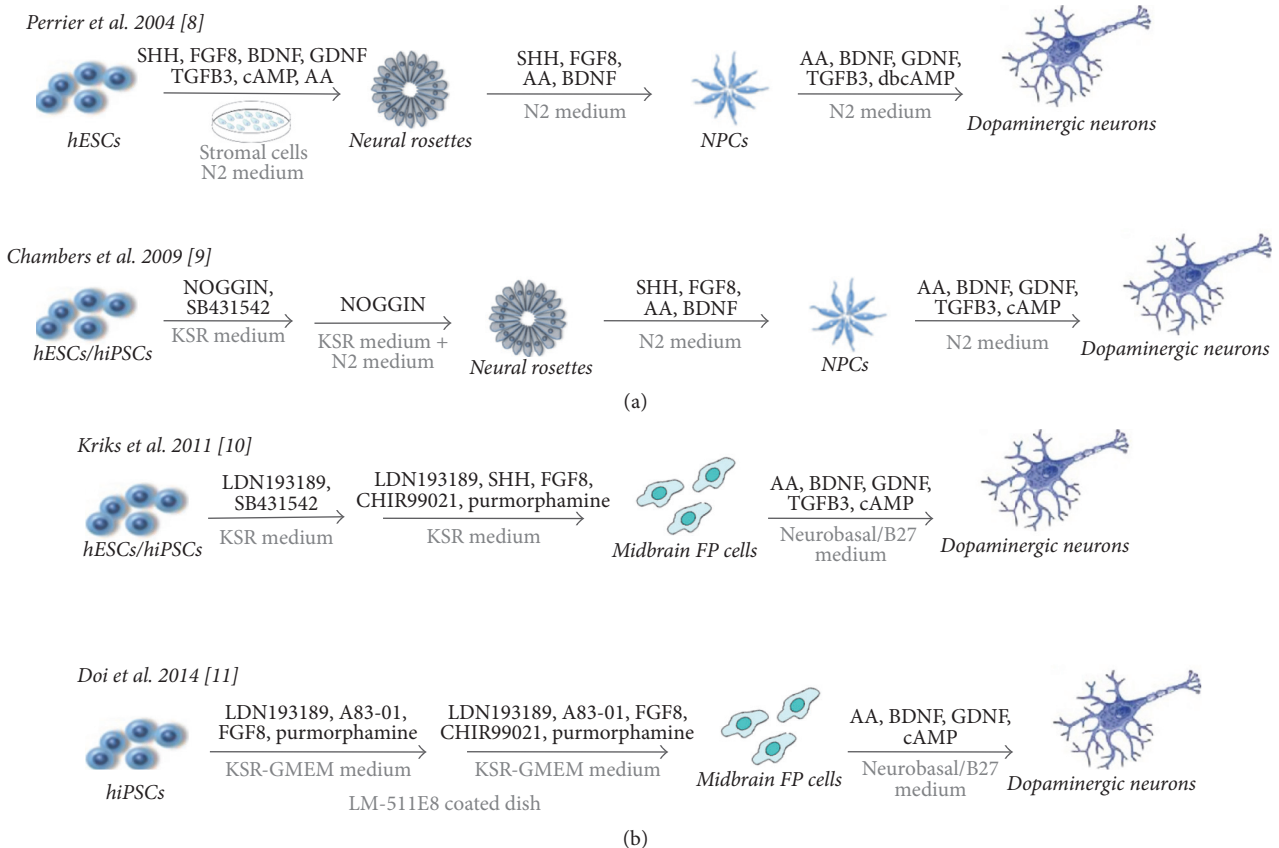 Perrier et al. 2004 [8]
SHH, FGF8, BDNF, GDNF
TGFB3, cAMP, AA
Stromal cells
N2 medium
hESCs
Neural rosettes
SHH, FGF8,
AA, BDNF
N2 medium
NPCs
AA, BDNF, GDNF,
TGFB3, dbcAMP
N2 medium
Dopaminergic neurons
Chambers et al. 2009 [9]
hESCs/hiPSCs
NOGGIN,
SB431542
KSR medium
NOGGIN
KSR medium +
N2 medium
Neural rosettes
SHH, FGF8,
AA, BDNF
N2 medium
NPCs
AA, BDNF, GDNF,
TGFB3, cAMP
N2 medium
Dopaminergic neurons
(a)
Kriks et al. 2011 [10]
hESCs/hiPSCs
LDN193189,
SB431542
KSR medium
LDN193189, SHH, FGF8,
CHIR99021, purmorphamine
KSR medium
Midbrain FP cells
AA, BDNF, GDNF,
TGFB3, cAMP
Neurobasal/B27
medium
Dopaminergic neurons
Doi et al. 2014 [11]
hiPSCs
LDN193189, A83-01,
FGF8, purmorphamine
KSR-GMEM medium
LDN193189, A83-01, FGF8,
CHIR99021, purmorphamine
KSR-GMEM medium
LM-511E8 coated dish
Midbrain FP cells
AA, BDNF, GDNF,
cAMP
Neurobasal/B27
medium
Dopaminergic neurons
(b)